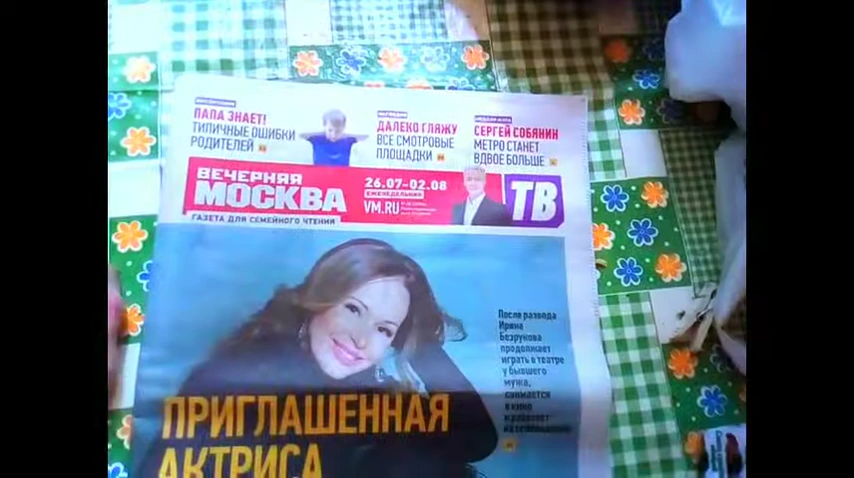 ПАПА ЗНАЕТ!
ТИПИЧНЫЕ ОШИБКИ
РОДИТЕЛЕЙ
ДАЛЕКО ГЛЯЖУ
ВСЕ СМОТРОВЫЕ
ПЛОЩАДКИ
СЕРГЕЙ СОБЯНИН
МЕТРО СТАНЕТ
ВДВОЕ БОЛЬШЕ
ВЕЧЕРНЯЯ
МОСКВА
26.07-02.08
ЕЖЕНЕДЕЛЬНИК
VM.RU
ТВ
ГАЗЕТА ДЛЯ СЕМЕЙНОГО ЧТЕНИЯ
После развода
Ирина
Безрукова
продолжает
играть в театре
у бывшего
мужа,
снимается
в кино
ПРИГЛАШЕННАЯ
АКТРИСА